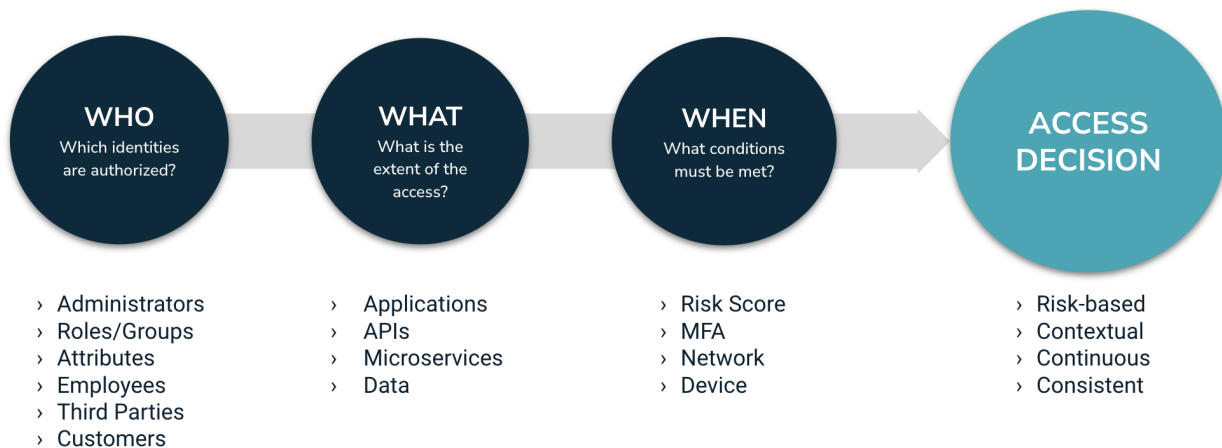 WHO
Which identities
are authorized?
WHAT
What is the
extent of the
access?
WHEN
What conditions
must be met?
ACCESS
DECISION
› Administrators
› Roles/Groups
› Attributes
› Employees
› Third Parties
› Customers
› Applications
› APIs
› Microservices
› Data
› Risk Score
› MFA
› Network
› Device
› Risk-based
› Contextual
› Continuous
› Consistent